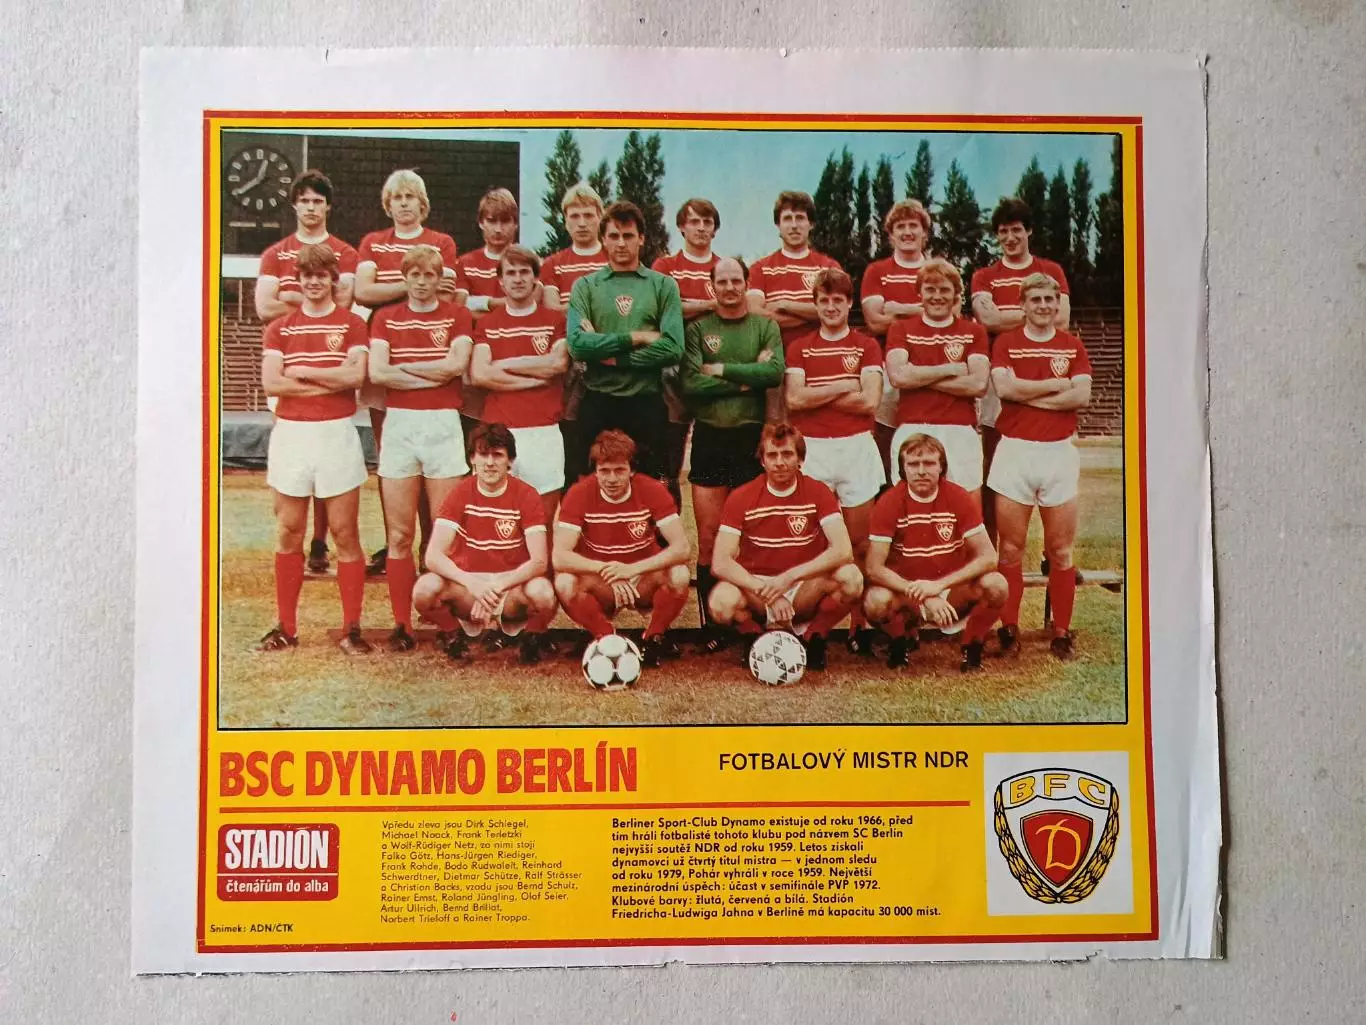 BSC DYNAMO BERLÍN
FOTBALOVÝ MISTR NDR
STADIÓN
čtenářům do alba
Snímek: ADN/ČTK
Vpředu zleva jsou Dirk Schlegel,
Michael Noack, Frank Terletzki
a Wolf-Rüdiger Netz, za nimi stojí
Falko Götz, Hans-Jürgen Riediger,
Frank Rohde, Bodo Rudwaleit, Reinhard
Schwerdtner, Dietmar Schütze, Ralf Strässer
a Christian Backs, vzadu jsou Bernd Schulz,
Rainer Ernst, Roland Jüngling, Olaf Seier,
Artur Ullrich, Bernd Brillat,
Norbert Trieloff a Rainer Troppa.
Berliner Sport-Club Dynamo existuje od roku 1966, před
tím hráli fotbalisté tohoto klubu pod názvem SC Berlín
nejvyšší soutěž NDR od roku 1959. Letos získali
dynamovci už čtvrtý titul mistra — v jednom sledu
od roku 1979, Pohár vyhráli v roce 1959. Největší
mezinárodní úspěch: účast v semifinále PVP 1972.
Klubové barvy: žlutá, červená a bílá. Stadión
Friedricha-Ludwiga Jahna v Berlíně má kapacitu 30 000 míst.
BFC
D